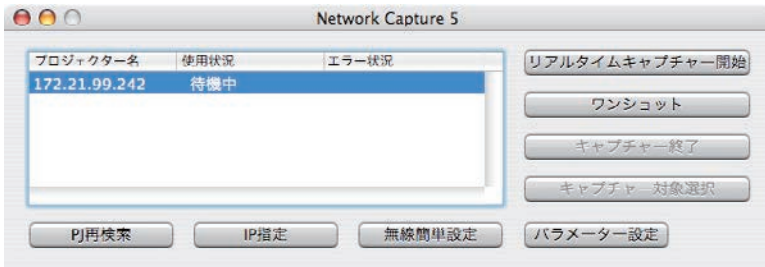 Network Capture 5
プロジェクター名 使用状況 エラー状況
172.21.99.242 待機中
リアルタイムキャプチャー開始
ワンショット
キャプチャー終了
キャプチャー対象選択
PJ再検索 IP指定 無線簡単設定 パラメーター設定